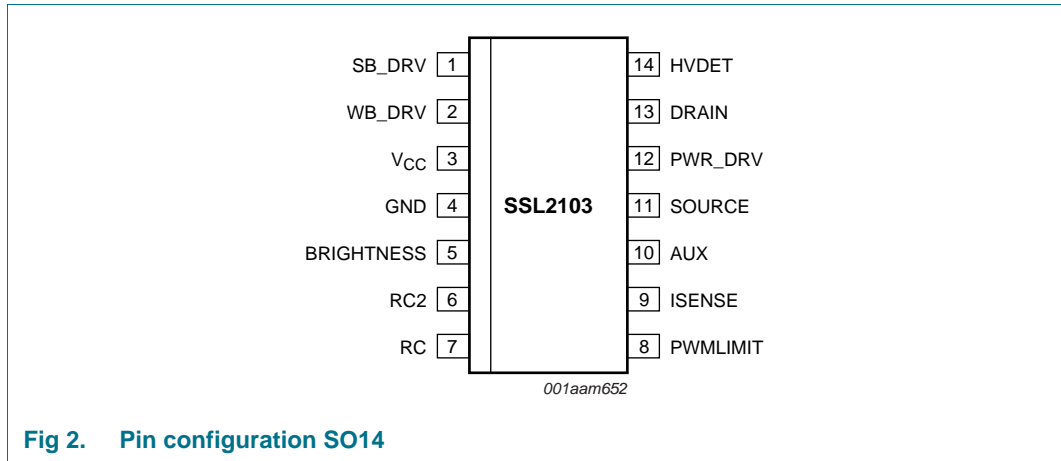 SB_DRV 1
14 HVDET
WB_DRV 2
13 DRAIN
VCC 3
12 PWR_DRV
GND 4
SSL2103
11 SOURCE
BRIGHTNESS 5
10 AUX
RC2 6
9 ISENSE
RC 7
8 PWMLIMIT
001aam652
Fig 2. Pin configuration SO14